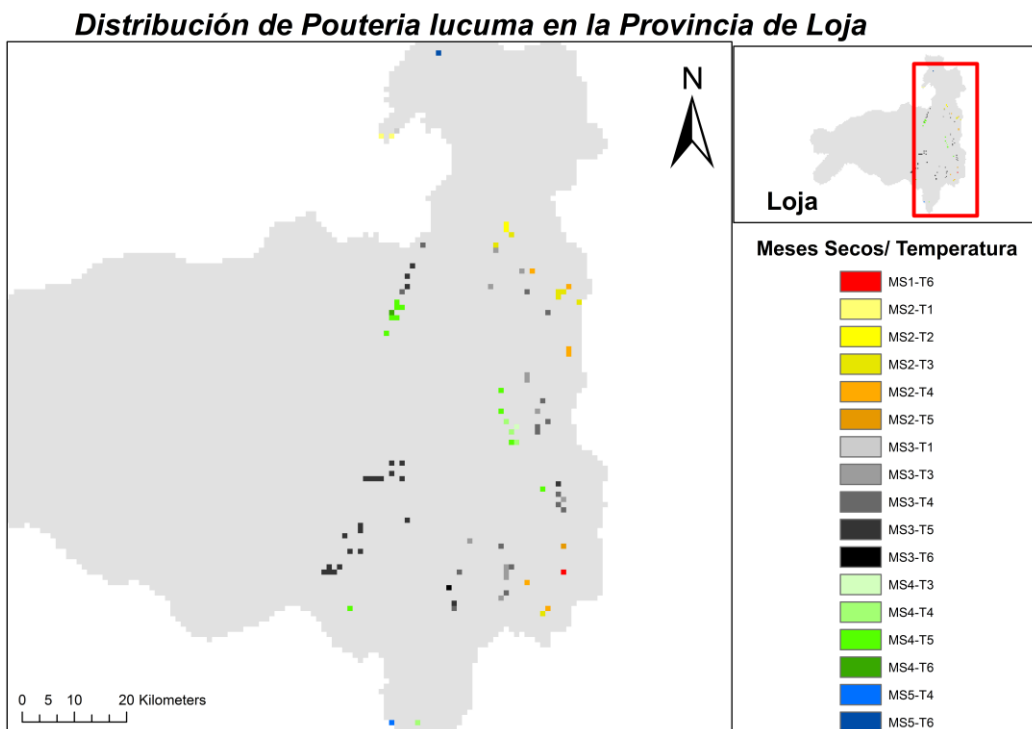 Distribución de Pouteria lucuma en la Provincia de Loja
N
0 5 10 20 Kilometers
Loja
Meses Secos/ Temperatura
MS1-T6
MS2-T1
MS2-T2
MS2-T3
MS2-T4
MS2-T5
MS3-T1
MS3-T3
MS3-T4
MS3-T5
MS3-T6
MS4-T3
MS4-T4
MS4-T5
MS4-T6
MS5-T4
MS5-T6